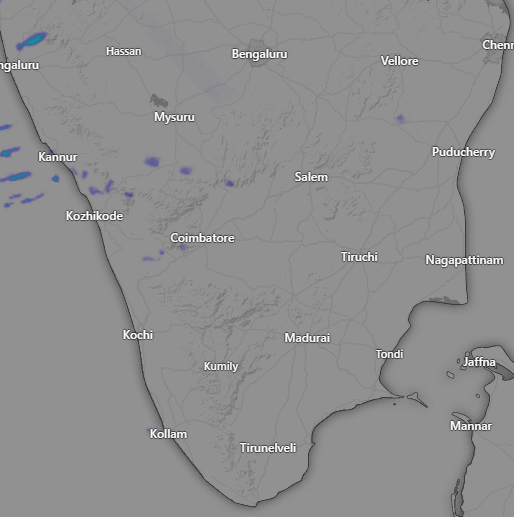 Hassan
Bengaluru
Vellore
Chenn
ngaluru
Mysuru
Kannur
Puducherry
Salem
Kozhikode
Coimbatore
Tiruchi
Nagapattinam
Kochi
Madurai
Tondi
Jaffna
Kumily
Mannar
Kollam
Tirunelveli